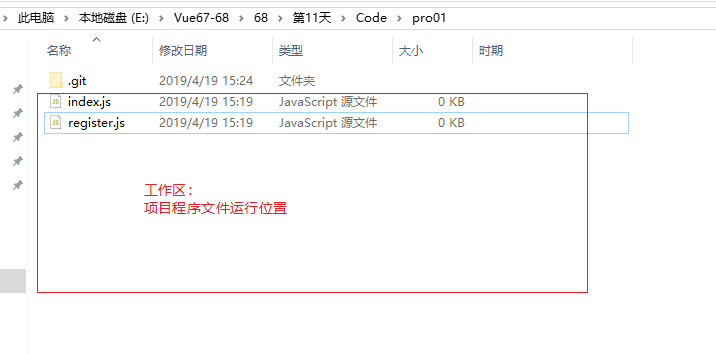 此电脑 > 本地磁盘 (E:) > Vue67-68 > 68 > 第11天 > Code > pro01
名称 修改日期 类型 大小 时期
.git 2019/4/19 15:24 文件夹
index.js 2019/4/19 15:19 JavaScript 源文件 0 KB
register.js 2019/4/19 15:19 JavaScript 源文件 0 KB
工作区：
项目程序文件运行位置